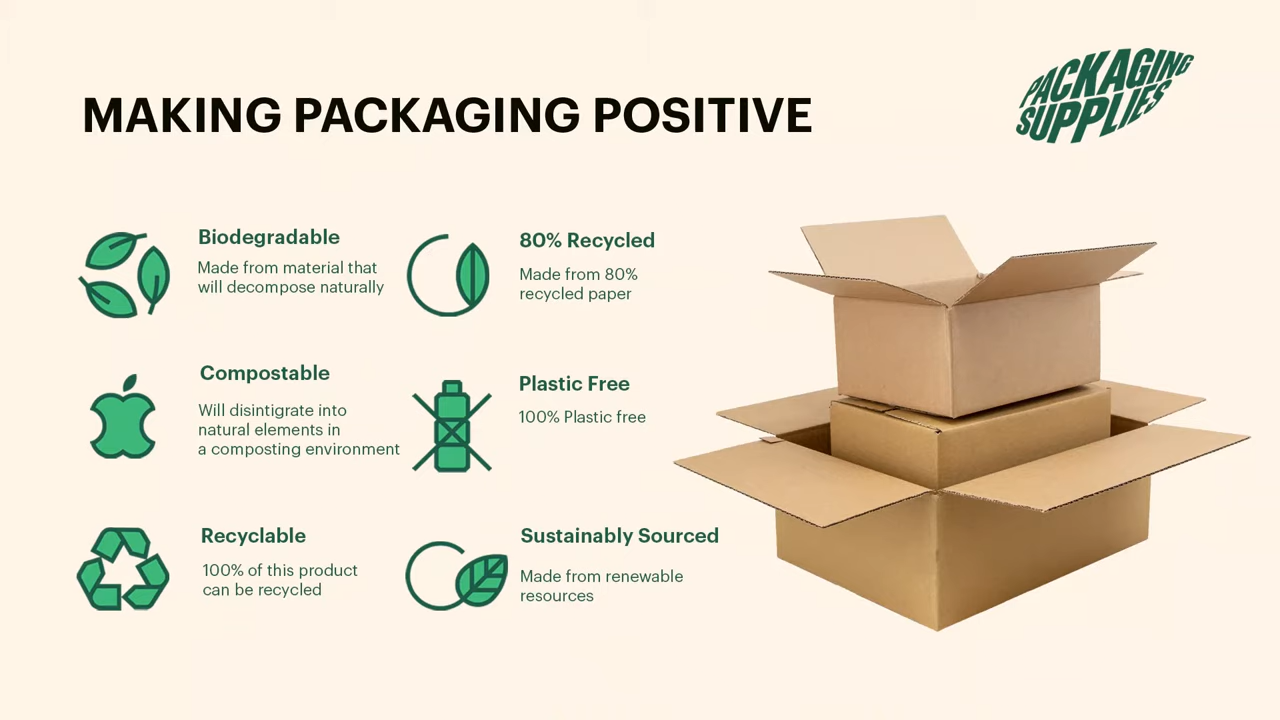 MAKING PACKAGING POSITIVE
PACKAGING
SUPPLIES
Biodegradable
Made from material that
will decompose naturally
80% Recycled
Made from 80%
recycled paper
Compostable
Will disintigrate into
natural elements in
a composting environment
Plastic Free
100% Plastic free
Recyclable
100% of this product
can be recycled
Sustainably Sourced
Made from renewable
resources